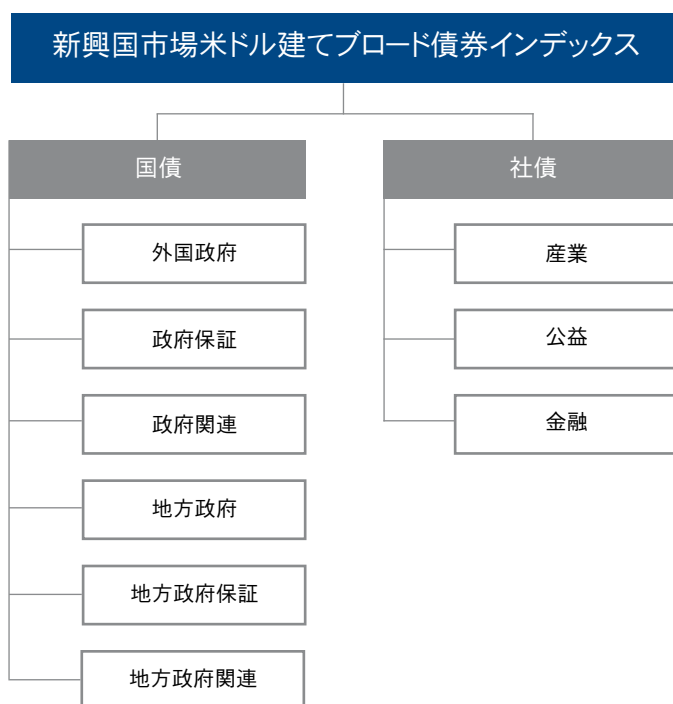 新興国市場米ドル建てブロード債券インデックス
国債
外国政府
政府保証
政府関連
地方政府
地方政府保証
地方政府関連
社債
産業
公益
金融